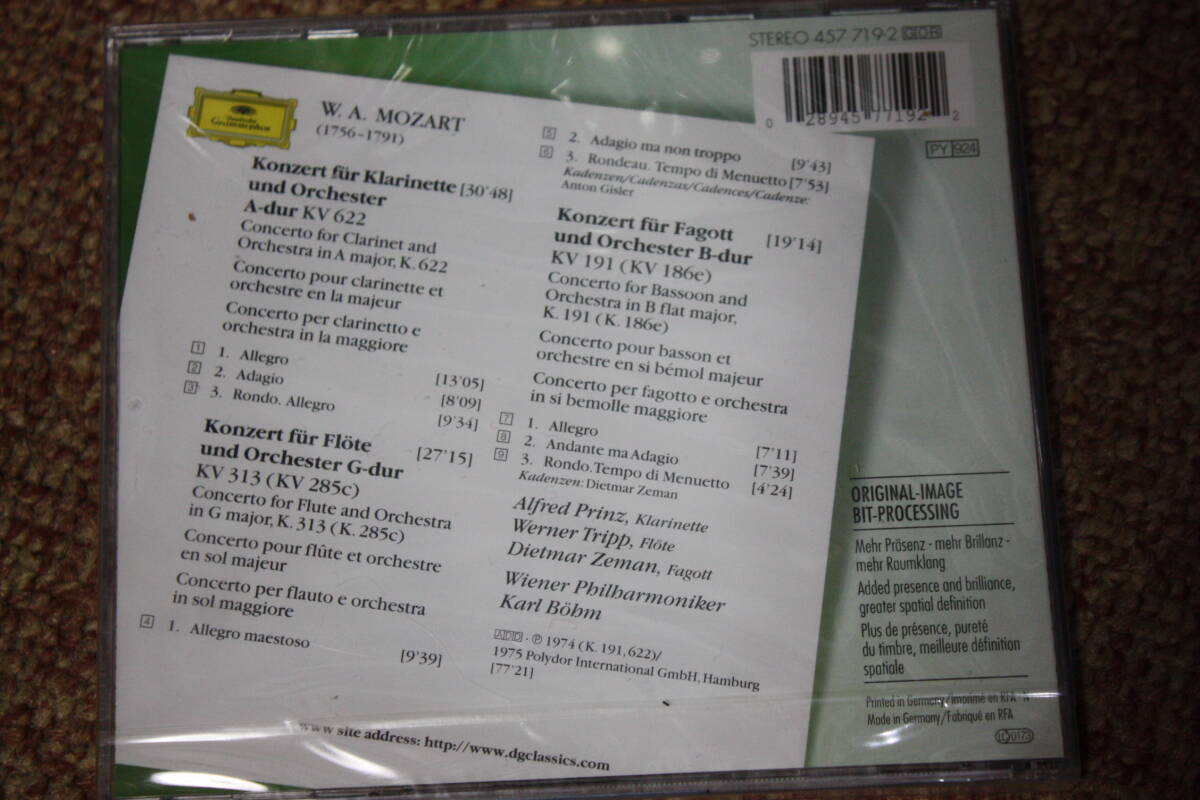 STEREO 457 719-2 GOR
0 28945 77192 2
PY 924
Deutsche
Grammophon
W. A. MOZART
(1756–1791)
Konzert für Klarinette [30'48]
und Orchester
A-dur KV 622
Concerto for Clarinet and
Orchestra in A major, K. 622
Concerto pour clarinette et
orchestre en la majeur
Concerto per clarinetto e
orchestra in la maggiore
1 1. Allegro [13'05]
2 2. Adagio [8'09]
3 3. Rondo. Allegro [9'34]
Konzert für Flöte [27'15]
und Orchester G-dur
KV 313 (KV 285c)
Concerto for Flute and Orchestra
in G major, K. 313 (K. 285c)
Concerto pour flûte et orchestre
en sol majeur
Concerto per flauto e orchestra
in sol maggiore
4 1. Allegro maestoso [9'39]
5 2. Adagio ma non troppo [9'43]
6 3. Rondeau. Tempo di Menuetto [7'53]
Kadenzen/Cadenzas/Cadences/Cadenze:
Anton Gisler
Konzert für Fagott [19'14]
und Orchester B-dur
KV 191 (KV 186e)
Concerto for Bassoon and
Orchestra in B flat major,
K. 191 (K. 186e)
Concerto pour basson et
orchestre en si bémol majeur
Concerto per fagotto e orchestra
in si bemolle maggiore
7 1. Allegro [7'11]
8 2. Andante ma Adagio [7'39]
9 3. Rondo. Tempo di Menuetto [4'24]
Kadenzen: Dietmar Zeman
Alfred Prinz, Klarinette
Werner Tripp, Flöte
Dietmar Zeman, Fagott
Wiener Philharmoniker
Karl Böhm
ADD · ℗ 1974 (K. 191, 622)/
1975 Polydor International GmbH, Hamburg
[77'21]
www site address: http://www.dgclassics.com
ORIGINAL-IMAGE
BIT-PROCESSING
Mehr Präsenz - mehr Brillanz -
mehr Raumklang
Added presence and brilliance,
greater spatial definition
Plus de présence, pureté
du timbre, meilleure définition
spatiale
Printed in Germany/Imprimé en RFA · N
Made in Germany/Fabriqué en RFA
LC 0173